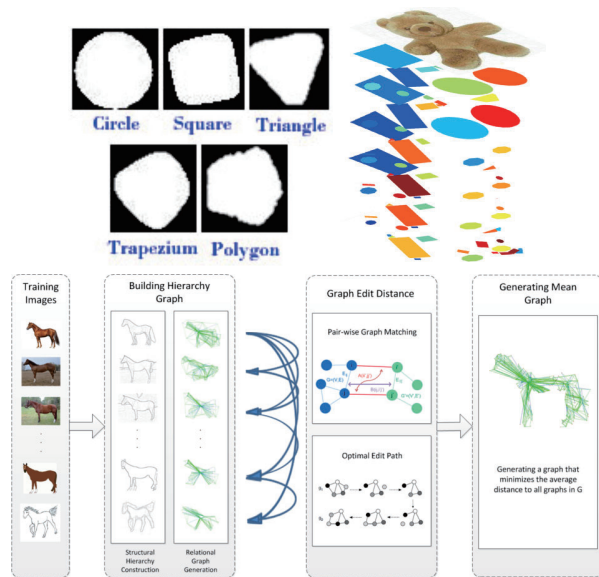 Circle Square Triangle
Trapezium Polygon
Training
Images
Building Hierarchy
Graph
Structural
Hierarchy
Construction
Relational
Graph
Generation
Graph Edit Distance
Pair-wise Graph Matching
Optimal Edit Path
Generating Mean
Graph
Generating a graph that
minimizes the average
distance to all graphs in G